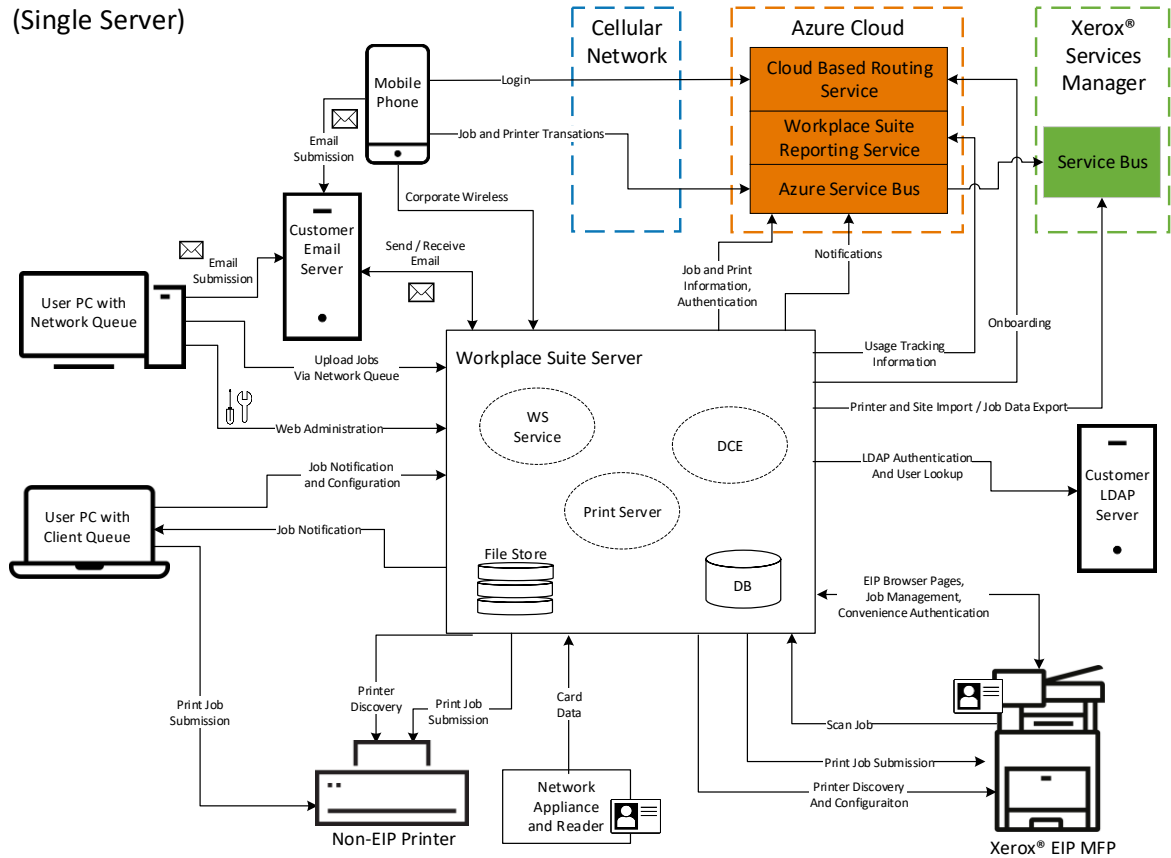 (Single Server)
Cellular
Network
Azure Cloud
Xerox®
Services
Manager
Cloud Based Routing
Service
Workplace Suite
Reporting Service
Azure Service Bus
Service Bus
Mobile
Phone
Login
Job and Printer Transations
Email
Submission
Corporate Wireless
Customer
Email
Server
Send / Receive
Email
Email
Submission
User PC with
Network Queue
Job and Print
Information,
Authentication
Notifications
Onboarding
Upload Jobs
Via Network Queue
Workplace Suite Server
Usage Tracking
Information
WS
Service
DCE
Print Server
File Store
DB
Printer and Site Import / Job Data Export
Web Administration
LDAP Authentication
And User Lookup
Customer
LDAP
Server
Job Notification
and Configuration
User PC with
Client Queue
Job Notification
EIP Browser Pages,
Job Management,
Convenience Authentication
Print Job
Submission
Printer
Discovery
Print Job
Submission
Card
Data
Scan Job
Print Job Submission
Printer Discovery
And Configuraiton
Network
Appliance
and Reader
Non-EIP Printer
Xerox® EIP MFP